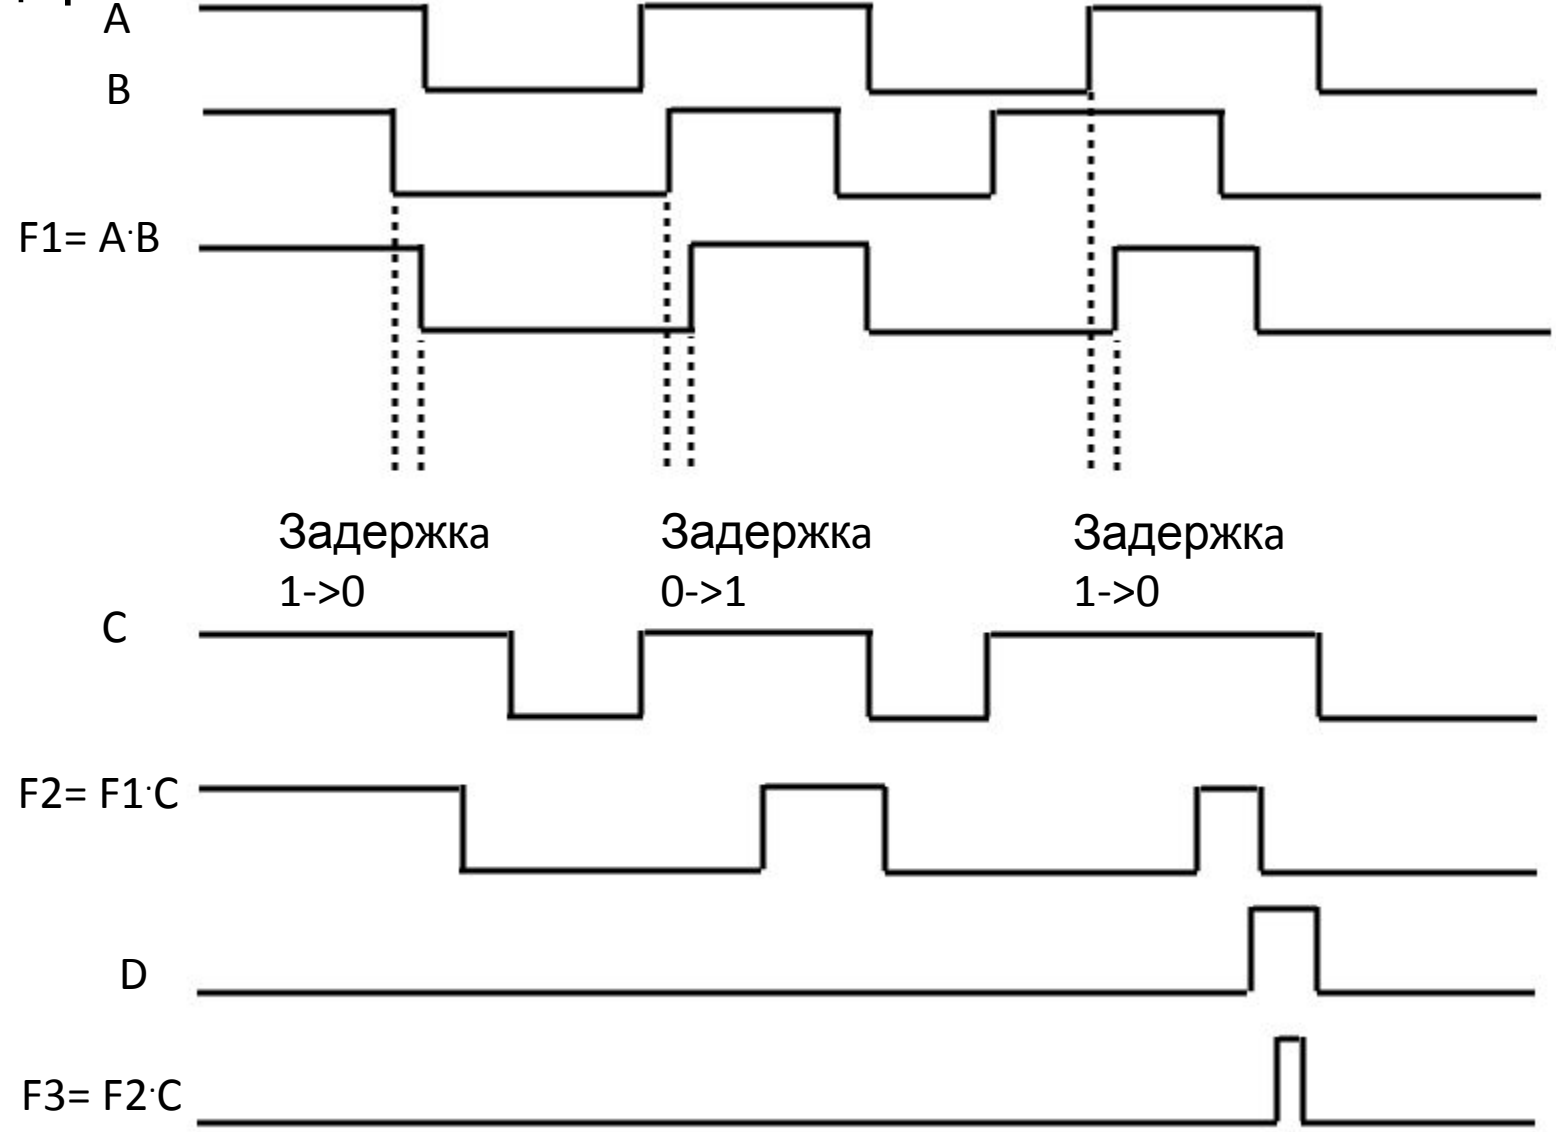 A
B
F1= A·B
Задержка Задержка Задержка
1->0 0->1 1->0
C
F2= F1·C
D
F3= F2·C